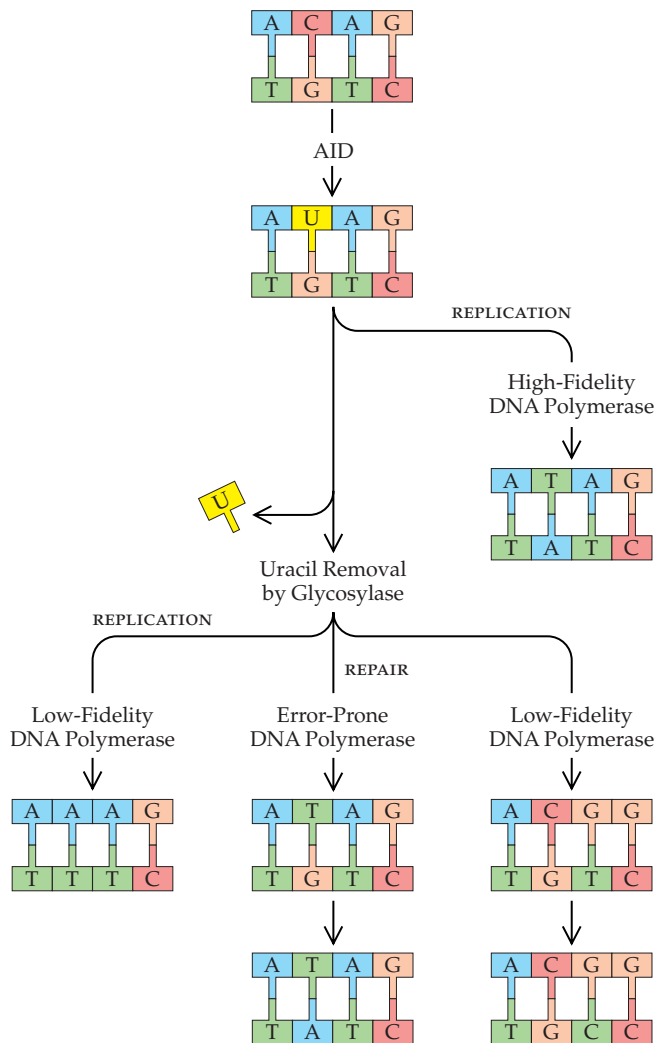 A C A G
T G T C
AID
A U A G
T G T C
REPLICATION
High-Fidelity
DNA Polymerase
A T A G
T A T C
U
Uracil Removal
by Glycosylase
REPLICATION
REPAIR
Low-Fidelity
DNA Polymerase
Error-Prone
DNA Polymerase
Low-Fidelity
DNA Polymerase
A A A G
T T T C
A T A G
T G T C
A C G G
T G T C
A T A G
T A T C
A C G G
T G C C